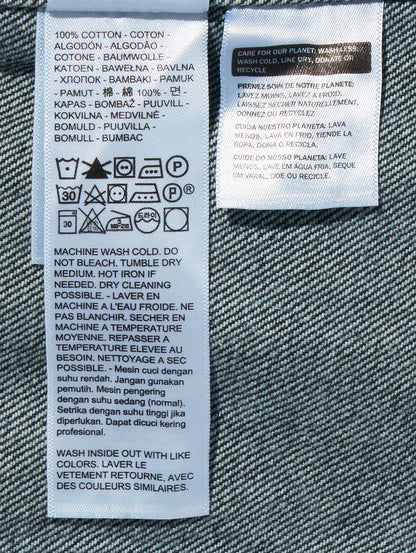 100% COTTON - COTON -
ALGODÓN - ALGODÃO -
COTONE - BAUMWOLLE -
KATOEN - BAWEŁNA - BAVLNA
- ХЛОПОК - BAMBAKI - PAMUK
- PAMUT - 棉 - 綿 100% - 면 -
KAPAS - BOMBAŽ - PUUVILL -
KOKVILNA - MEDVILNĖ -
BOMULD - PUUVILLA -
BOMULL - BUMBAC
P
30
P
30
드라이
MACHINE WASH COLD. DO
NOT BLEACH. TUMBLE DRY
MEDIUM. HOT IRON IF
NEEDED. DRY CLEANING
POSSIBLE. - LAVER EN
MACHINE A L'EAU FROIDE. NE
PAS BLANCHIR. SECHER EN
MACHINE A TEMPERATURE
MOYENNE. REPASSER A
TEMPERATURE ELEVEE AU
BESOIN. NETTOYAGE A SEC
POSSIBLE. - Mesin cuci dengan
suhu rendah. Jangan gunakan
pemutih. Mesin pengering
dengan suhu sedang (normal).
Setrika dengan suhu tinggi jika
diperlukan. Dapat dicuci kering
profesional.
WASH INSIDE OUT WITH LIKE
COLORS. LAVER LE
VETEMENT RETOURNE, AVEC
DES COULEURS SIMILAIRES.
CARE FOR OUR PLANET: WASH LESS,
WASH COLD, LINE DRY, DONATE OR
RECYCLE
PRENEZ SOIN DE NOTRE PLANETE:
LAVEZ MOINS, LAVEZ A FROID,
LAISSEZ SECHER NATURELLEMENT,
DONNEZ OU RECYCLEZ.
CUIDA NUESTRO PLANETA: LAVA
MENOS, LAVA EN FRIO, TIENDE LA
ROPA, DONA O RECICLA.
CUIDE DO NOSSO PLANETA: LAVE
MENOS, LAVE EM ÁGUA FRIA, SEQUE
EM VARAL, DOE OU RECICLE.